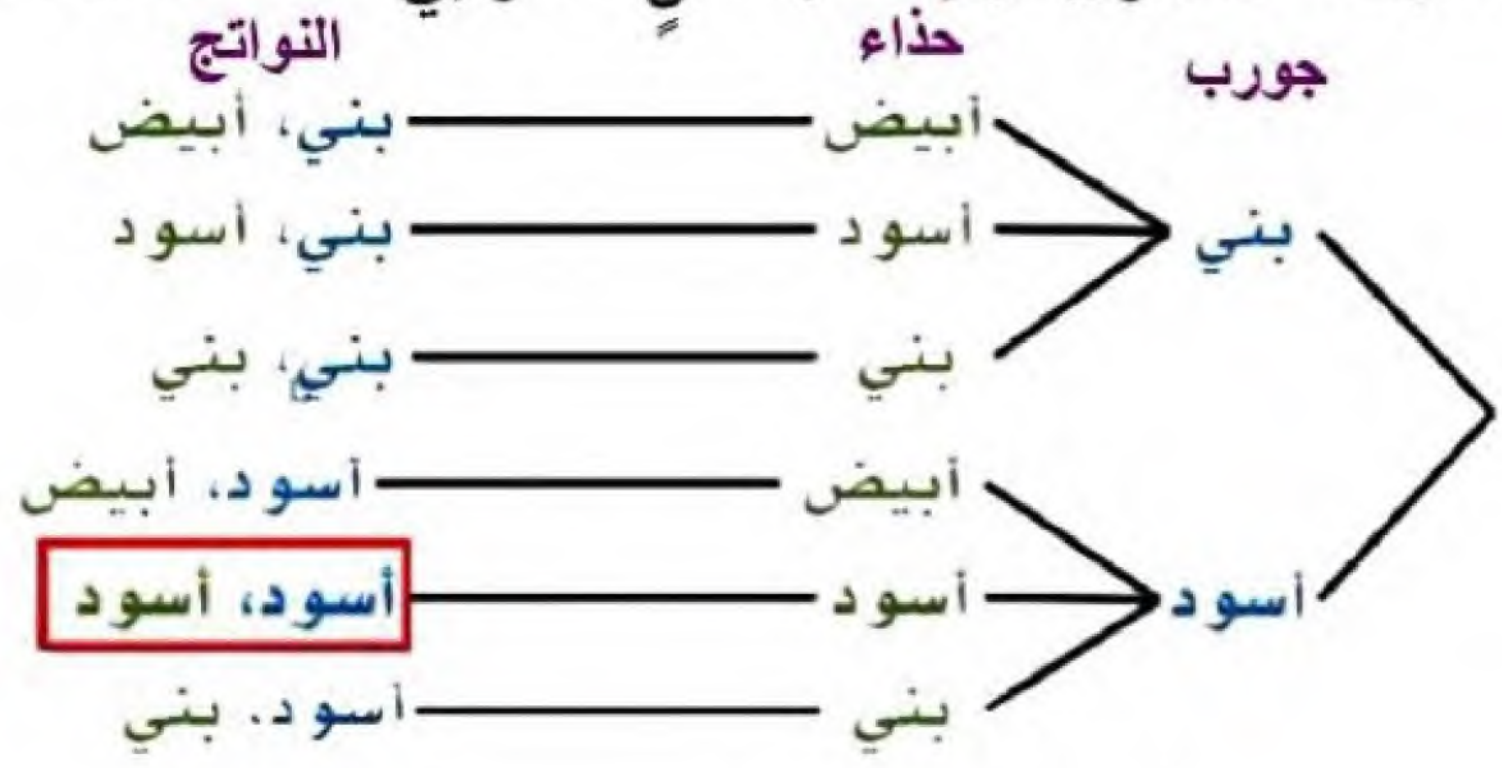 جورب حذاء النواتج
أبيض بني، أبيض
بني أسود بني، أسود
بني بني، بني
أبيض أسود، أبيض
أسود أسود أسود، أسود
بني أسود، بني